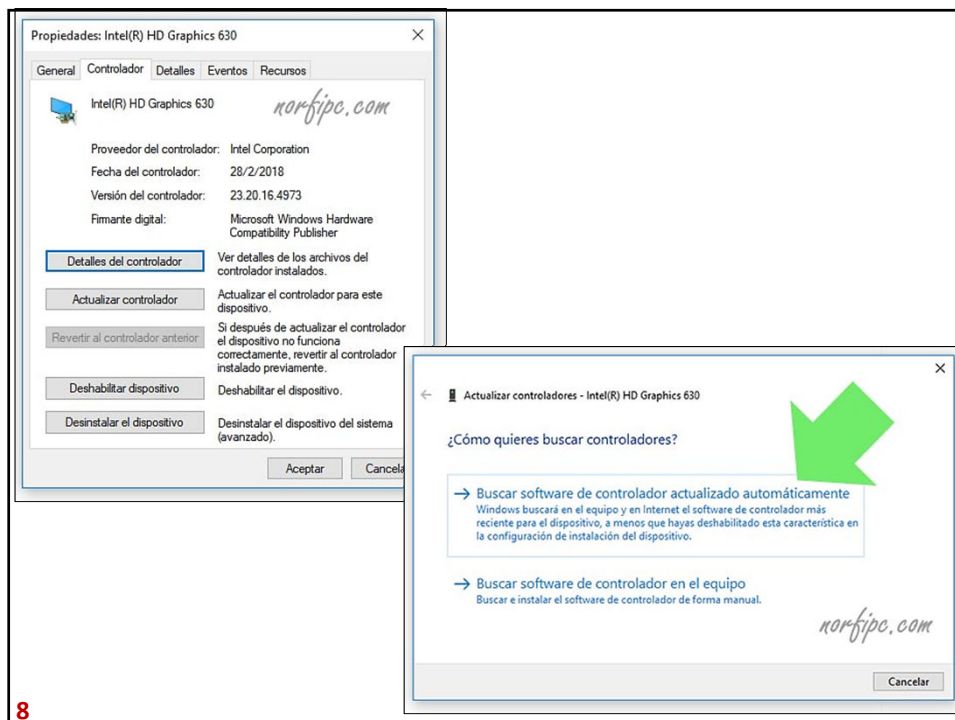 Propiedades: Intel(R) HD Graphics 630
General Controlador Detalles Eventos Recursos
Intel(R) HD Graphics 630
norfipc.com
Proveedor del controlador: Intel Corporation
Fecha del controlador: 28/2/2018
Versión del controlador: 23.20.16.4973
Firmante digital: Microsoft Windows Hardware
Compatibility Publisher
Detalles del controlador
Ver detalles de los archivos del
controlador instalados.
Actualizar controlador
Actualizar el controlador para este
dispositivo.
Revertir al controlador anterior
Si después de actualizar el controlador
el dispositivo no funciona
correctamente, revertir al controlador
instalado previamente.
Deshabilitar dispositivo
Deshabilitar el dispositivo.
Desinstalar el dispositivo
Desinstalar el dispositivo del sistema
(avanzado).
Aceptar Cancela
Actualizar controladores - Intel(R) HD Graphics 630
¿Cómo quieres buscar controladores?
Buscar software de controlador actualizado automáticamente
Windows buscará en el equipo y en Internet el software de controlador más
reciente para el dispositivo, a menos que hayas deshabilitado esta característica en
la configuración de instalación del dispositivo.
Buscar software de controlador en el equipo
Buscar e instalar el software de controlador de forma manual.
norfipc.com
Cancelar
8